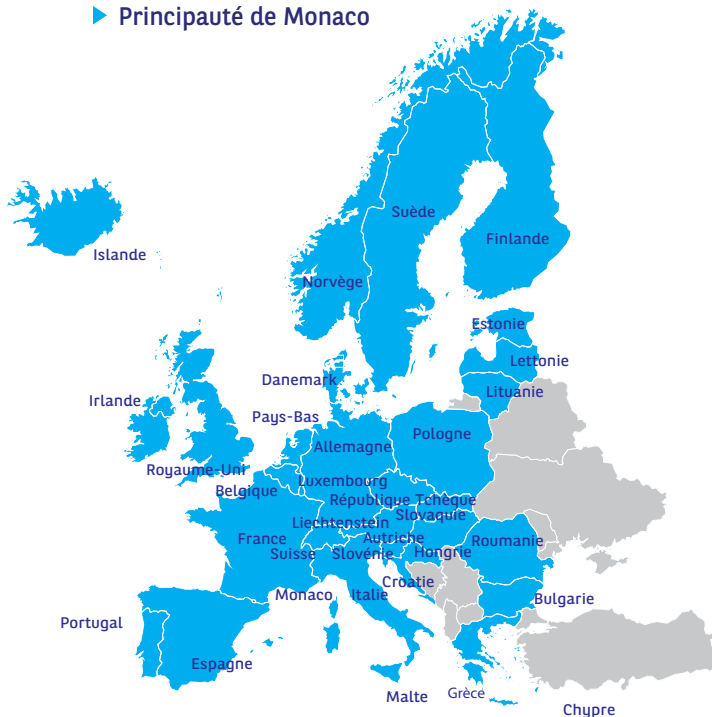 Principauté de Monaco
Suède
Finlande
Islande
Norvège
Estonie
Lettonie
Danemark
Lituanie
Irlande
Pays-Bas
Pologne
Allemagne
Royaume-Uni
Luxembourg
Belgique
République Tchèque
Slovaquie
Liechtenstein
Autriche
France
Roumanie
Suisse
Slovénie
Hongrie
Croatie
Monaco
Italie
Bulgarie
Portugal
Espagne
Malte
Grèce
Chypre